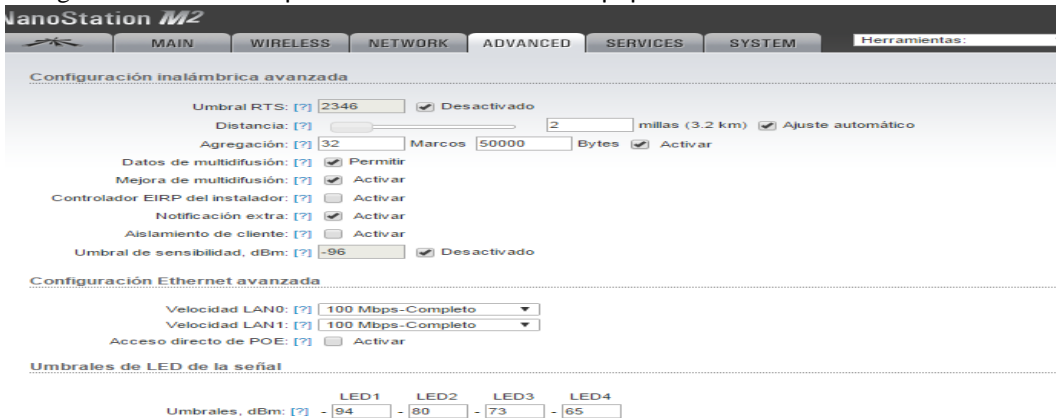 NanoStation M2
MAIN WIRELESS NETWORK ADVANCED SERVICES SYSTEM Herramientas:
Configuración inalámbrica avanzada
Umbral RTS: [?] 2346 Desactivado
Distancia: [?] 2 millas (3.2 km) Ajuste automático
Agregación: [?] 32 Marcos 50000 Bytes Activar
Datos de multidifusión: [?] Permitir
Mejora de multidifusión: [?] Activar
Controlador EIRP del instalador: [?] Activar
Notificación extra: [?] Activar
Aislamiento de cliente: [?] Activar
Umbral de sensibilidad, dBm: [?] -96 Desactivado
Configuración Ethernet avanzada
Velocidad LAN0: [?] 100 Mbps-Completo
Velocidad LAN1: [?] 100 Mbps-Completo
Acceso directo de POE: [?] Activar
Umbrales de LED de la señal
LED1 LED2 LED3 LED4
Umbrales, dBm: [?] - 94 - 80 - 73 - 65